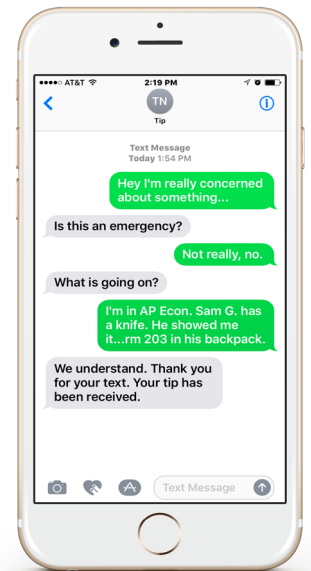 AT&T 2:19 PM
TN
Tip
Text Message
Today 1:54 PM
Hey I'm really concerned
about something...
Is this an emergency?
Not really, no.
What is going on?
I'm in AP Econ. Sam G. has
a knife. He showed me
it...rm 203 in his backpack.
We understand. Thank you
for your text. Your tip has
been received.
Text Message